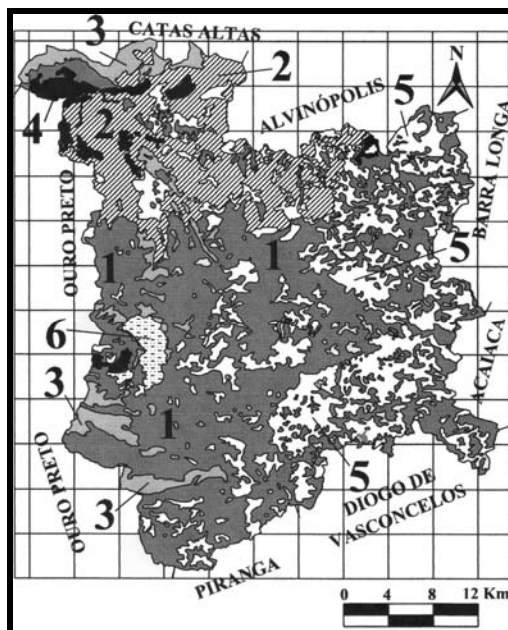 3
CATAS ALTAS
2
N
4
2
ALVINÓPOLIS
5
BARRA LONGA
OURO PRETO
1
1
5
6
ACAIACA
3
1
OURO PRETO
5
3
DIOGO DE
VASCONCELOS
PIRANGA
0 4 8 12 Km